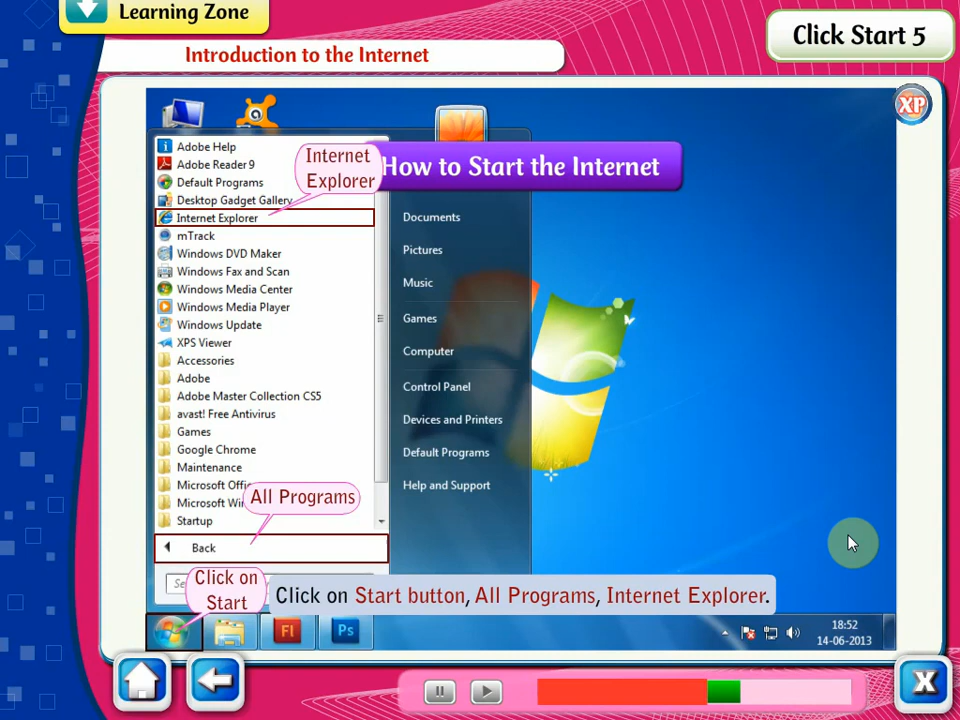 Learning Zone
Click Start 5
Introduction to the Internet
XP
How to Start the Internet
Internet
Explorer
Adobe Help
Adobe Reader 9
Default Programs
Desktop Gadget Gallery
Internet Explorer
mTrack
Windows DVD Maker
Windows Fax and Scan
Windows Media Center
Windows Media Player
Windows Update
XPS Viewer
Accessories
Adobe
Adobe Master Collection CS5
avast! Free Antivirus
Games
Google Chrome
Maintenance
Microsoft
Microsoft
Startup
All Programs
Back
Documents
Pictures
Music
Games
Computer
Control Panel
Devices and Printers
Default Programs
Help and Support
Click on
Start
Click on Start button, All Programs, Internet Explorer.
Fl
Ps
18:52
14-06-2013
X